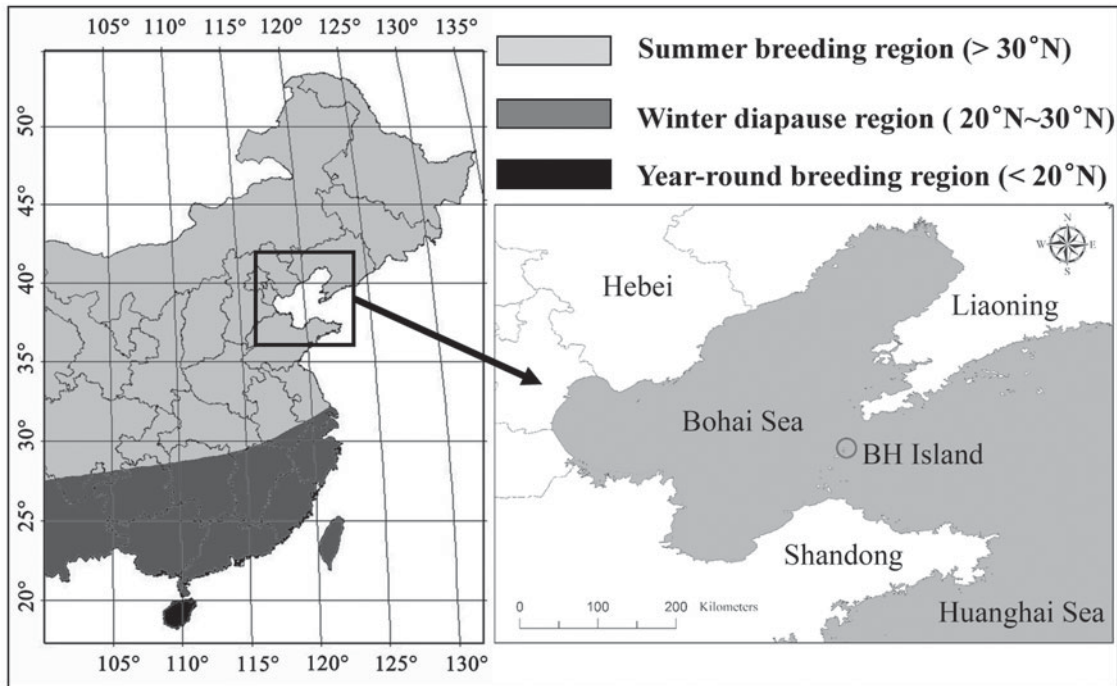 105° 110° 115° 120° 125° 130° 135°
50°
45°
40°
35°
30°
25°
20°
105° 110° 115° 120° 125° 130°
Summer breeding region (> 30°N)
Winter diapause region ( 20°N~30°N)
Year-round breeding region (< 20°N)
N
W E
S
Hebei
Liaoning
Bohai Sea
BH Island
Shandong
0 100 200 Kilometers
Huanghai Sea